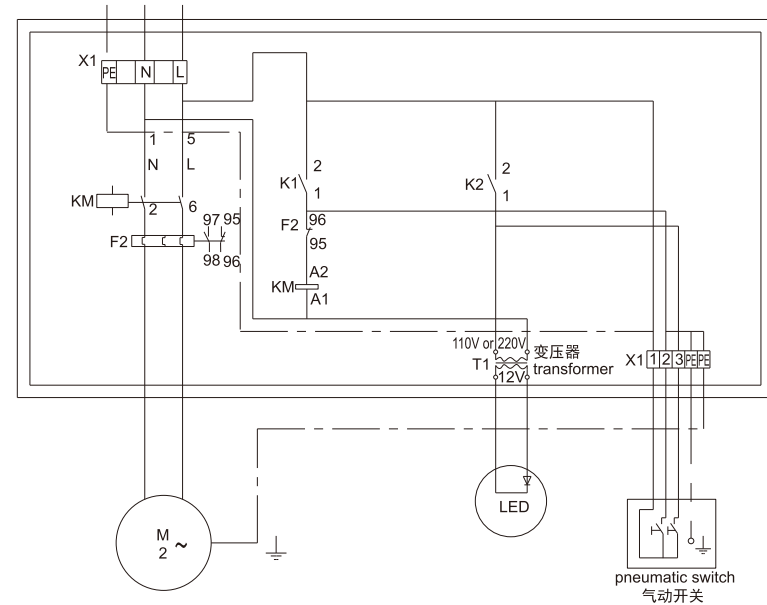 X1
PE N L
1 5
N L
KM
2 6
F2
97 95
98 96
K1
2
1
F2
96
95
KM
A2
A1
K2
2
1
110V or 220V
T1
12V
变压器
transformer
X1 1 2 3 PE PE
M
2 ~
LED
pneumatic switch
气动开关